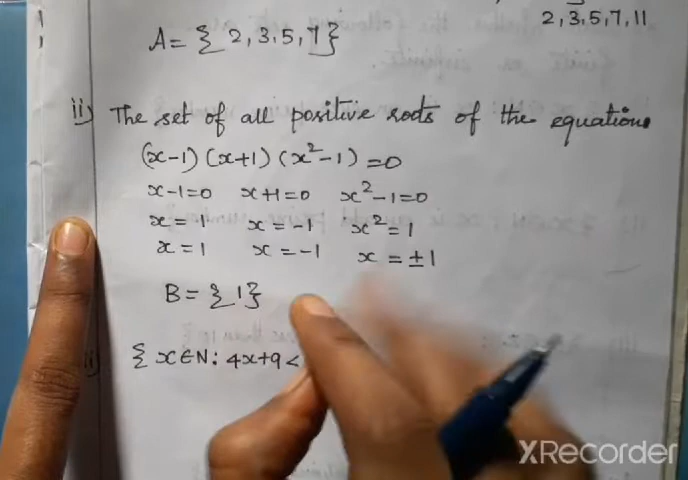 2, 3, 5, 7, 11
A = { 2, 3, 5, 7 }
ii) The set of all positive roots of the equations
(x-1) (x+1) (x²-1) = 0
x-1=0 x+1=0 x²-1=0
x = 1 x = -1 x² = 1
x = 1 x = -1 x = ±1
B = { 1 }
{ x ∈ N : 4x+9 <
XRecorder